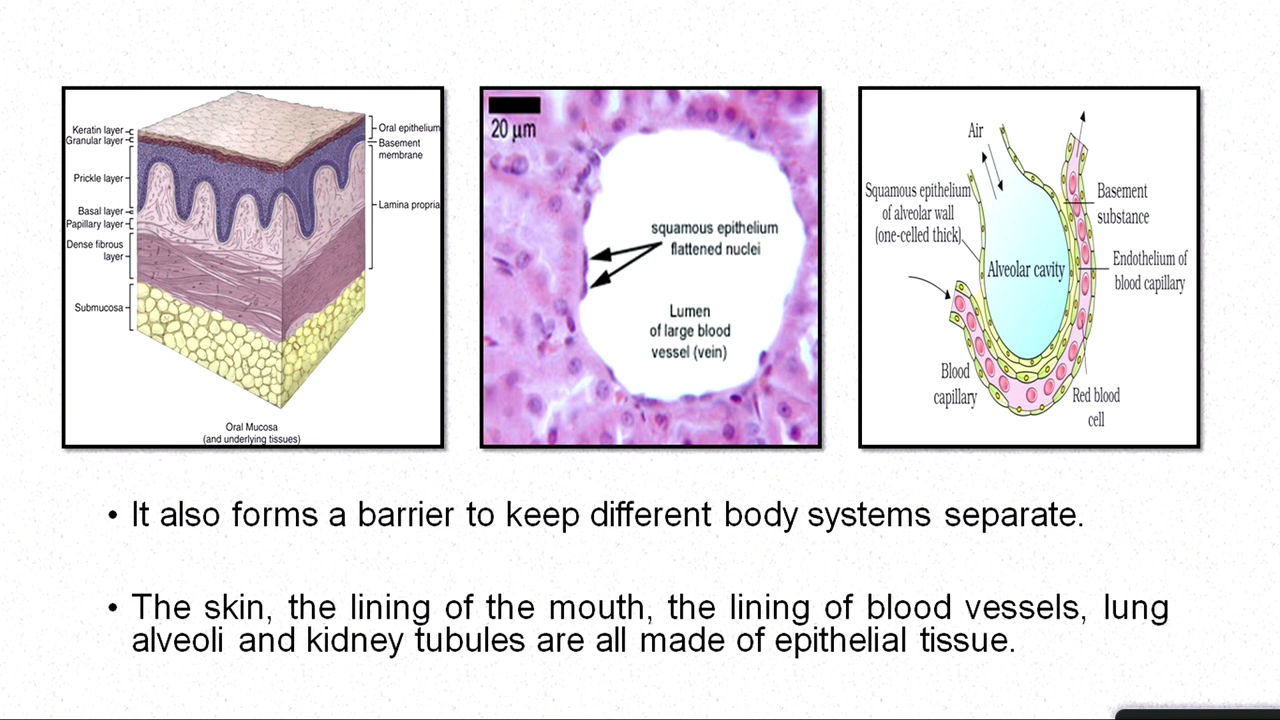 Keratin layer
Granular layer
Prickle layer
Basal layer
Papillary layer
Dense fibrous
layer
Submucosa
Oral epithelium
Basement
membrane
Lamina propria
Oral Mucosa
(and underlying tissues)
20 µm
squamous epithelium
flattened nuclei
Lumen
of large blood
vessel (vein)
Air
Squamous epithelium
of alveolar wall
(one-celled thick)
Alveolar cavity
Basement
substance
Endothelium of
blood capillary
Blood
capillary
Red blood
cell
• It also forms a barrier to keep different body systems separate.
• The skin, the lining of the mouth, the lining of blood vessels, lung
alveoli and kidney tubules are all made of epithelial tissue.